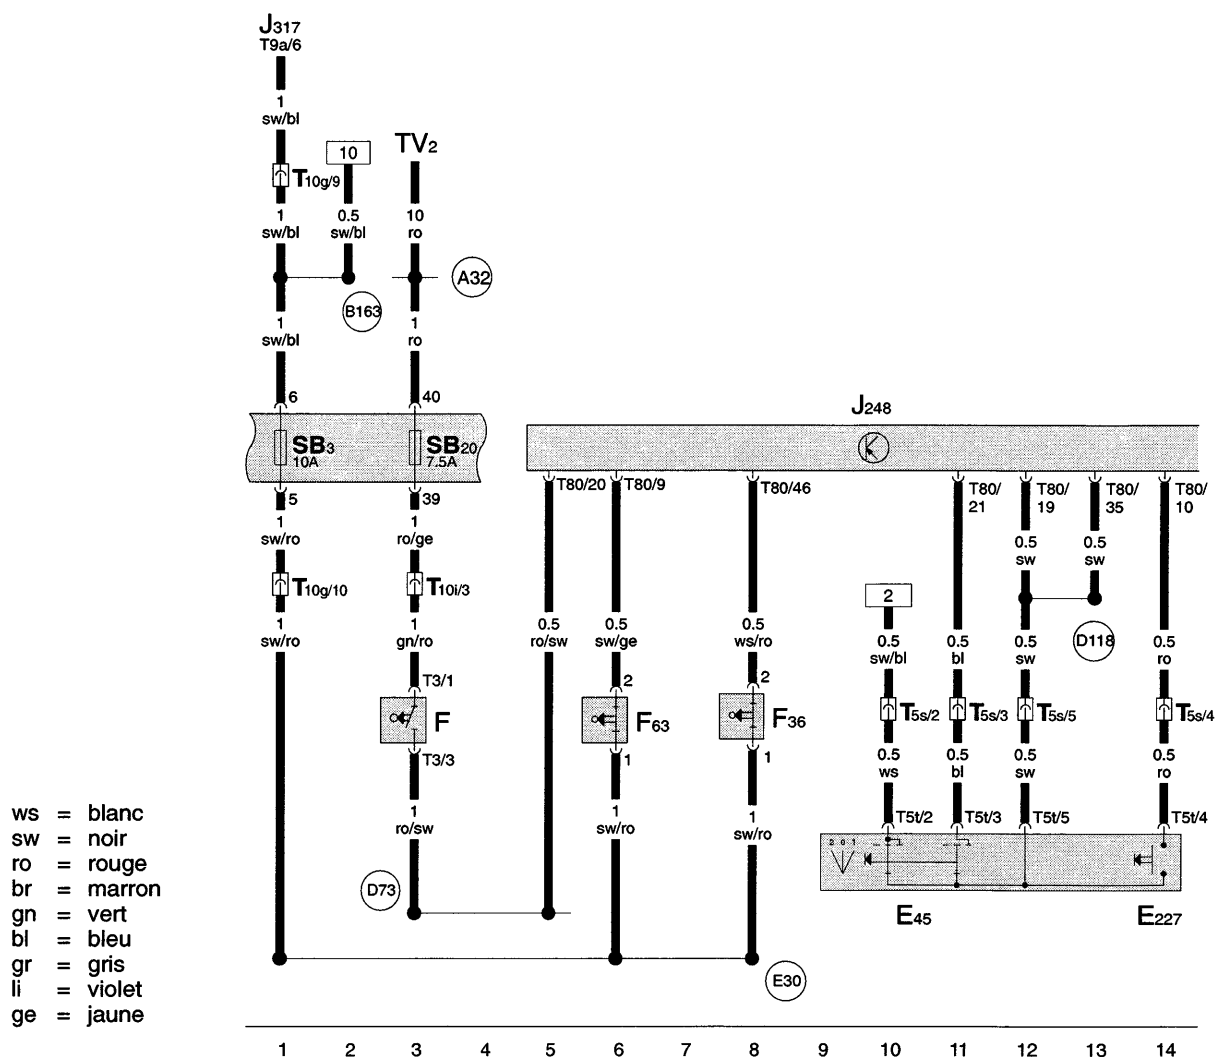 J317
T9a/6
1
sw/bl
10
TV2
T10g/9
1
sw/bl
0.5
sw/bl
10
ro
A32
B163
1
sw/bl
1
ro
6
40
J248
SB3
10A
SB20
7.5A
5
39
T80/20
T80/9
T80/46
T80/
21
T80/
19
T80/
35
T80/
10
1
sw/ro
1
ro/ge
0.5
sw
0.5
sw
T10g/10
T10i/3
2
1
sw/ro
1
gn/ro
0.5
ro/sw
0.5
sw/ge
0.5
ws/ro
0.5
sw/bl
0.5
bl
0.5
sw
D118
0.5
ro
T3/1
2
2
F
F63
F36
T5s/2
T5s/3
T5s/5
T5s/4
T3/3
1
1
0.5
ws
0.5
bl
0.5
sw
0.5
ro
1
ro/sw
1
sw/ro
1
sw/ro
T5t/2
T5t/3
T5t/5
T5t/4
2 0 1
D73
E45
E227
E30
ws = blanc
sw = noir
ro = rouge
br = marron
gn = vert
bl = bleu
gr = gris
li = violet
ge = jaune
1 2 3 4 5 6 7 8 9 10 11 12 13 14